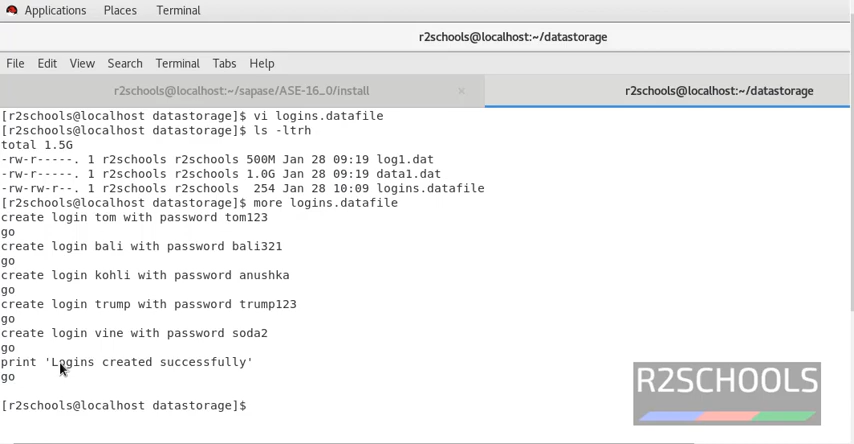 Applications Places Terminal
r2schools@localhost:~/datastorage
File Edit View Search Terminal Tabs Help
r2schools@localhost:~/sapase/ASE-16_0/install × r2schools@localhost:~/datastorage
[r2schools@localhost datastorage]$ vi logins.datafile
[r2schools@localhost datastorage]$ ls -ltrh
total 1.5G
-rw-r-----. 1 r2schools r2schools 500M Jan 28 09:19 log1.dat
-rw-r-----. 1 r2schools r2schools 1.0G Jan 28 09:19 data1.dat
-rw-rw-r--. 1 r2schools r2schools  254 Jan 28 10:09 logins.datafile
[r2schools@localhost datastorage]$ more logins.datafile
create login tom with password tom123
go
create login bali with password bali321
go
create login kohli with password anushka
go
create login trump with password trump123
go
create login vine with password soda2
go
print 'Logins created successfully'
go
[r2schools@localhost datastorage]$
R2SCHOOLS